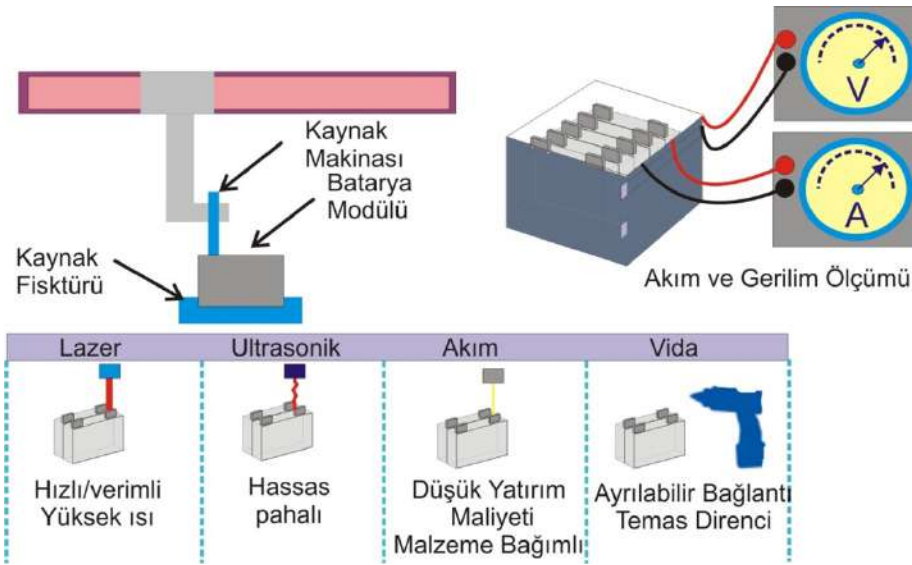 Kaynak
Makinası
Batarya
Modülü
Kaynak
Fisktürü
V
A
Akım ve Gerilim Ölçümü
Lazer
Ultrasonik
Akım
Vida
Hızlı/verimli
Yüksek ısı
Hassas
pahalı
Düşük Yatırım
Maliyeti
Malzeme Bağımlı
Ayrılabilir Bağlantı
Temas Direnci